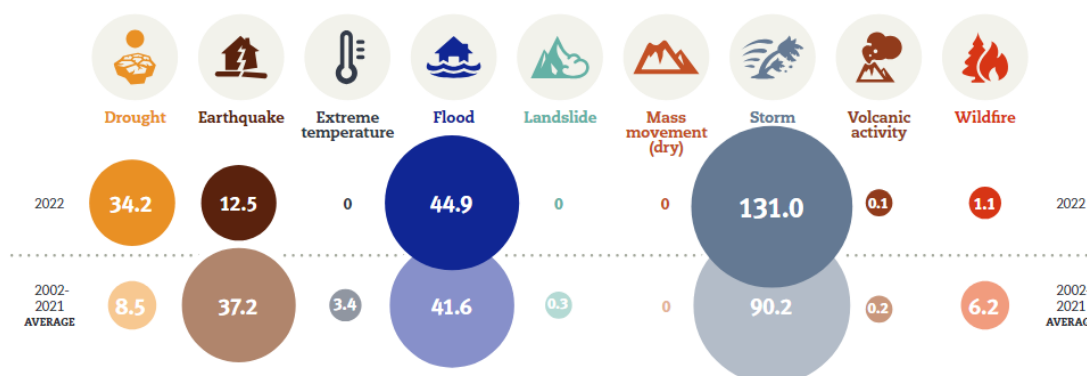 Drought
Earthquake
Extreme
temperature
Flood
Landslide
Mass
movement
(dry)
Storm
Volcanic
activity
Wildfire
2022
34.2
12.5
0
44.9
0
0
131.0
0.1
1.1
2022
2002-
2021
AVERAGE
8.5
37.2
3.4
41.6
0.3
0
90.2
0.2
6.2
2002-
2021
AVERAGE